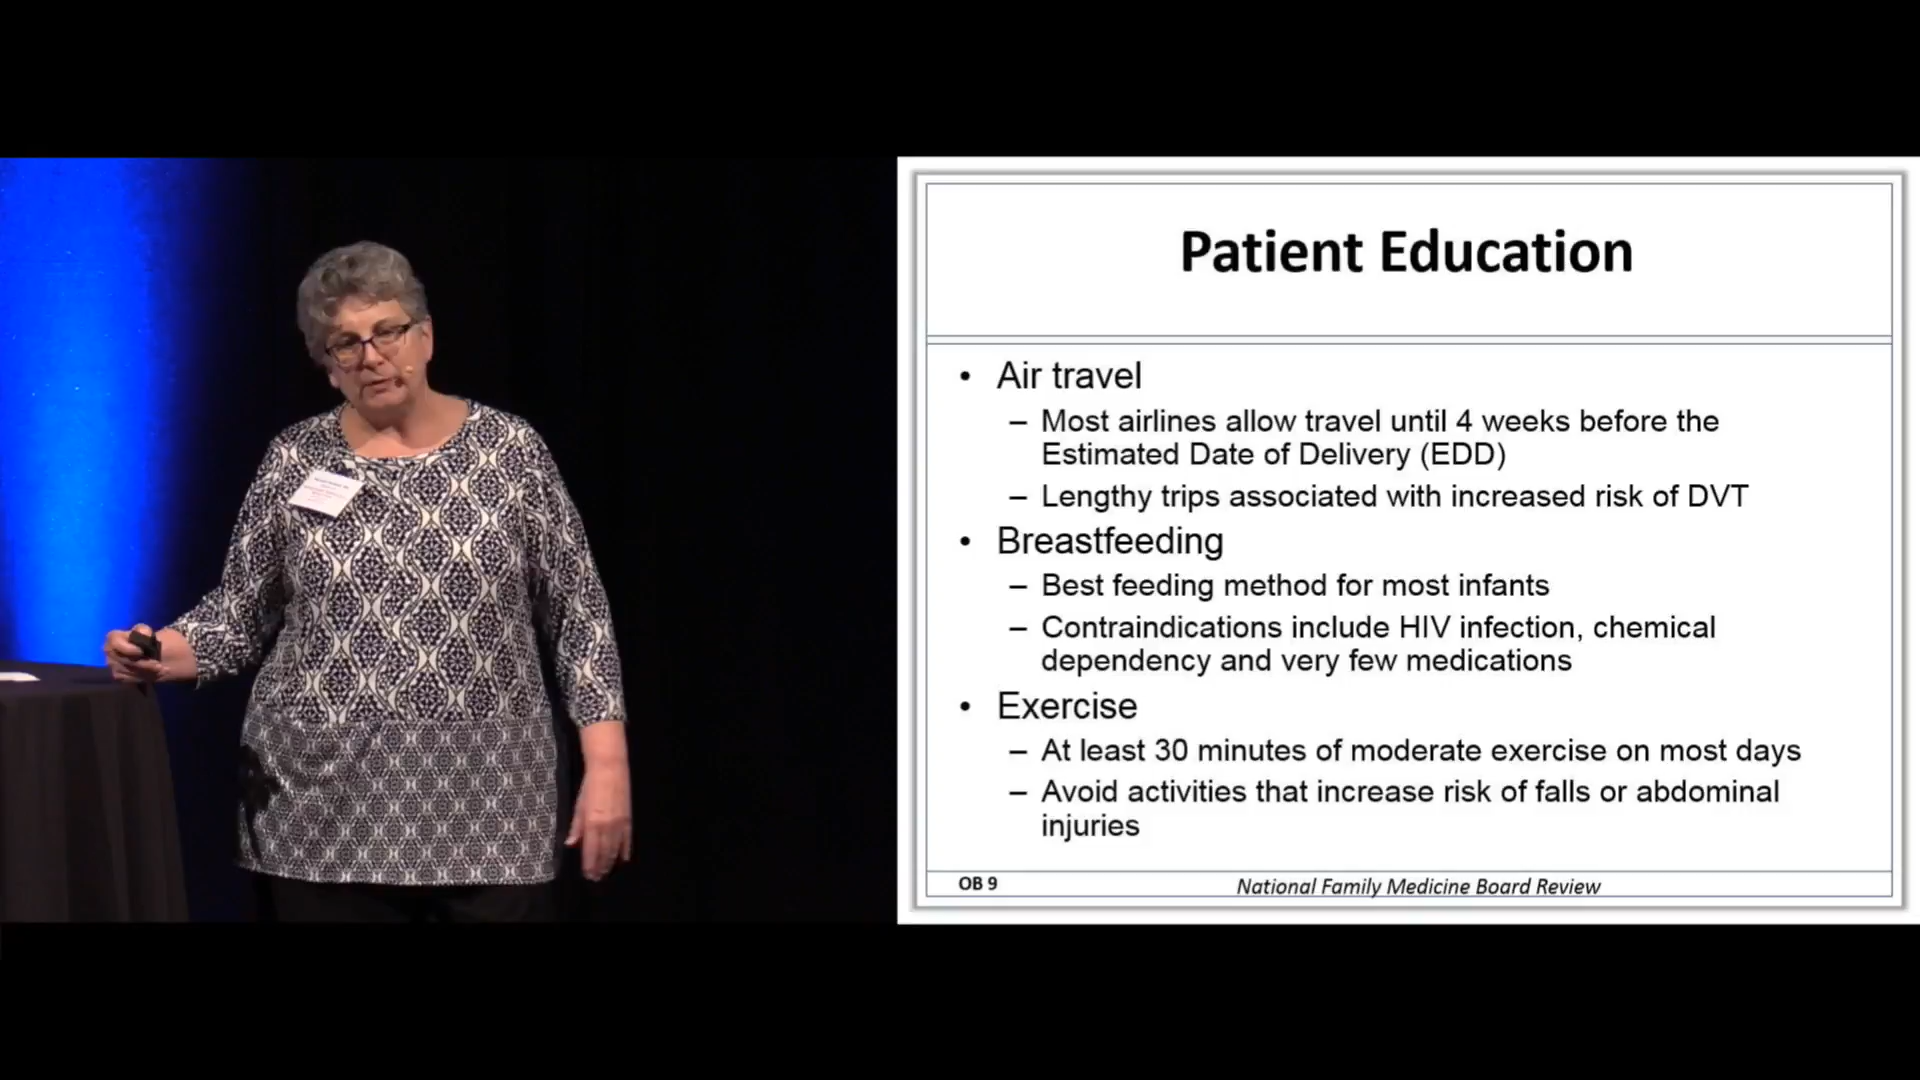 Patient Education
• Air travel
– Most airlines allow travel until 4 weeks before the
Estimated Date of Delivery (EDD)
– Lengthy trips associated with increased risk of DVT
• Breastfeeding
– Best feeding method for most infants
– Contraindications include HIV infection, chemical
dependency and very few medications
• Exercise
– At least 30 minutes of moderate exercise on most days
– Avoid activities that increase risk of falls or abdominal
injuries
OB 9
National Family Medicine Board Review